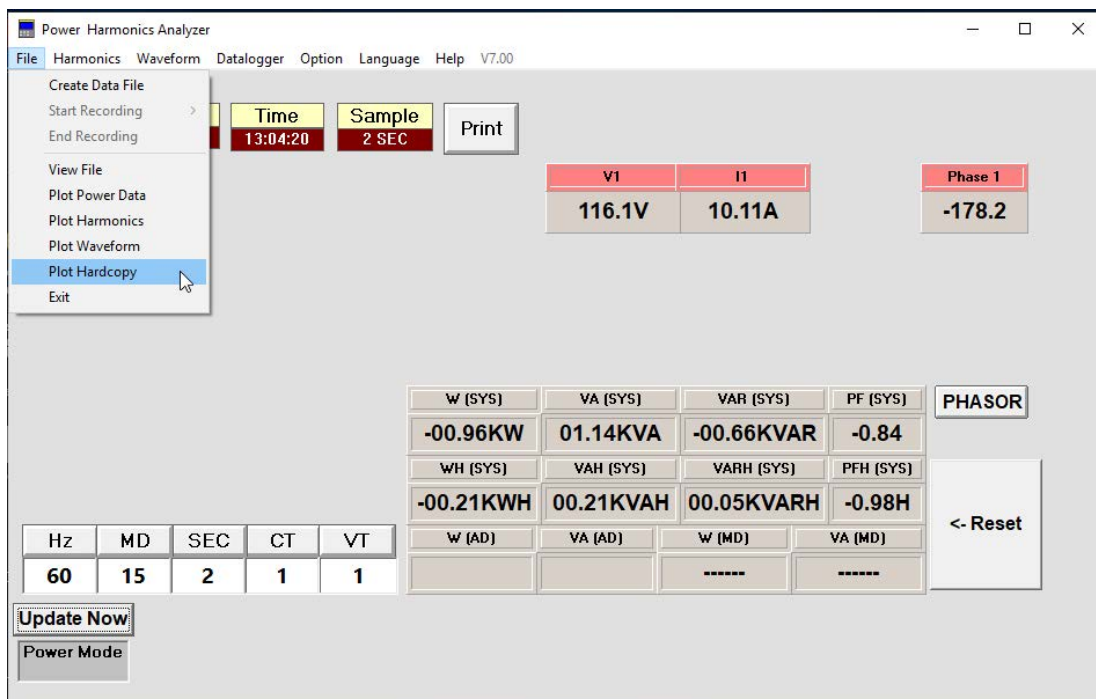 Power Harmonics Analyzer
File Harmonics Waveform Datalogger Option Language Help V7.00
Create Data File
Start Recording
End Recording
View File
Plot Power Data
Plot Harmonics
Plot Waveform
Plot Hardcopy
Exit
Time Sample
13:04:20 2 SEC
Print
V1 I1 Phase 1
116.1V 10.11A -178.2
W (SYS) VA (SYS) VAR (SYS) PF (SYS)
-00.96KW 01.14KVA -00.66KVAR -0.84
PHASOR
WH (SYS) VAH (SYS) VARH (SYS) PFH (SYS)
-00.21KWH 00.21KVAH 00.05KVARH -0.98H
<- Reset
W (AD) VA (AD) W (MD) VA (MD)
------ ------
Hz MD SEC CT VT
60 15 2 1 1
Update Now
Power Mode